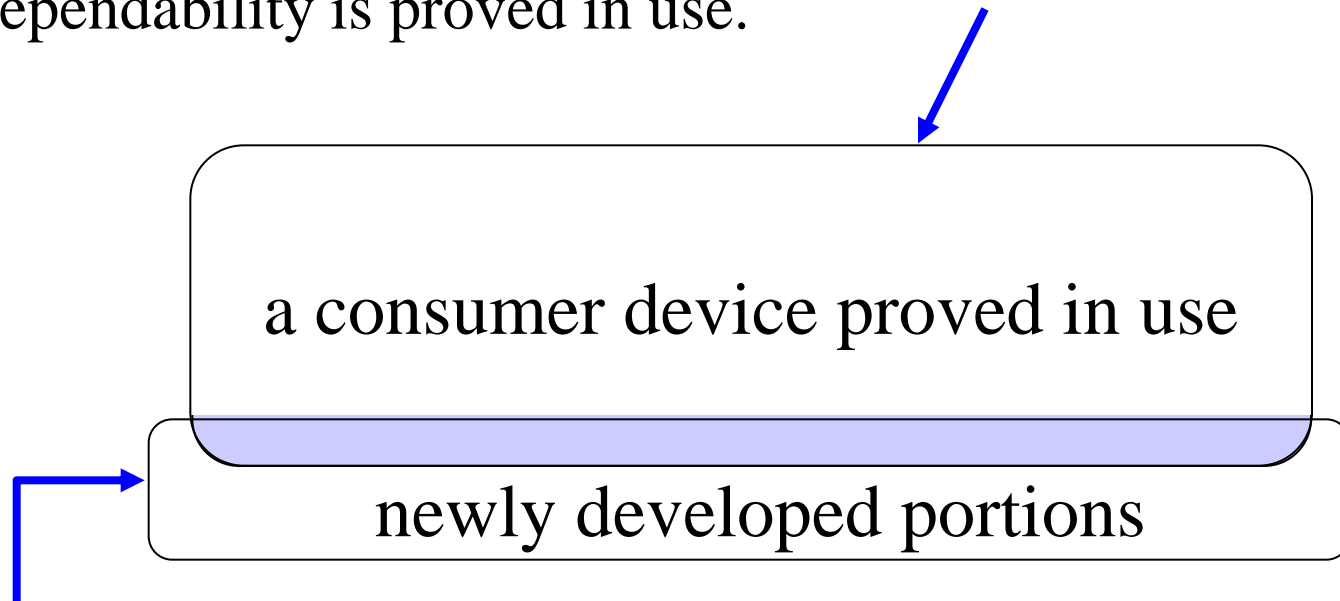 ependability is proved in use.
a consumer device proved in use
newly developed portions